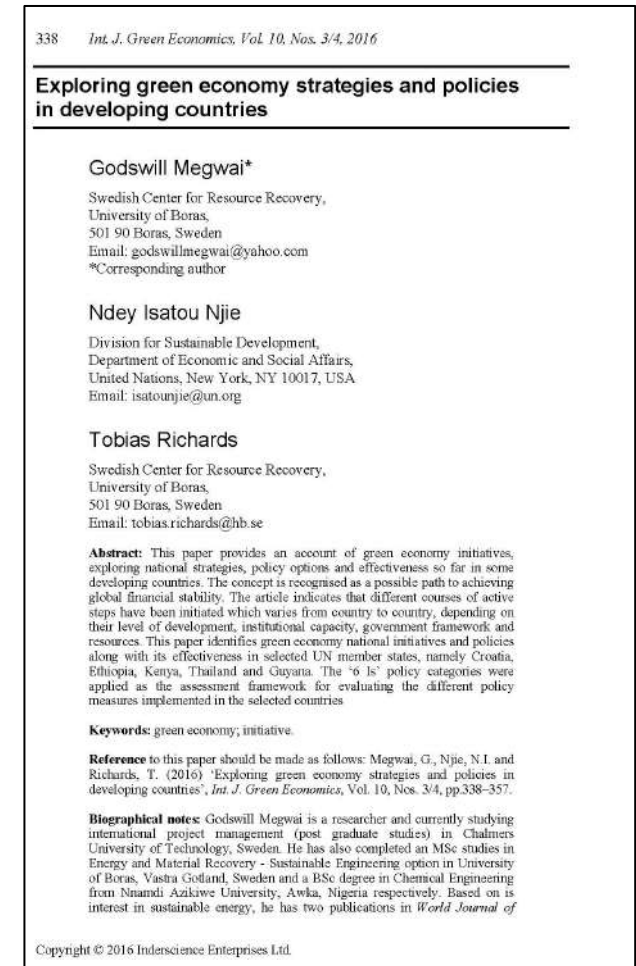 338 Int. J. Green Economics, Vol. 10, Nos. 3/4, 2016
Exploring green economy strategies and policies
in developing countries
Godswill Megwai*
Swedish Center for Resource Recovery,
University of Boras,
501 90 Boras, Sweden
Email: godswillmegwai@yahoo.com
*Corresponding author
Ndey Isatou Njie
Division for Sustainable Development,
Department of Economic and Social Affairs,
United Nations, New York, NY 10017, USA
Email: isatounjie@un.org
Tobias Richards
Swedish Center for Resource Recovery,
University of Boras,
501 90 Boras, Sweden
Email: tobias.richards@hb.se
Abstract: This paper provides an account of green economy initiatives,
exploring national strategies, policy options and effectiveness so far in some
developing countries. The concept is recognised as a possible path to achieving
global financial stability. The article indicates that different courses of active
steps have been initiated which varies from country to country, depending on
their level of development, institutional capacity, government framework and
resources. This paper identifies green economy national initiatives and policies
along with its effectiveness in selected UN member states, namely Croatia,
Ethiopia, Kenya, Thailand and Guyana. The ‘6 Is’ policy categories were
applied as the assessment framework for evaluating the different policy
measures implemented in the selected countries
Keywords: green economy; initiative.
Reference to this paper should be made as follows: Megwai, G., Njie, N.I. and
Richards, T. (2016) ‘Exploring green economy strategies and policies in
developing countries’, Int. J. Green Economics, Vol. 10, Nos. 3/4, pp.338–357.
Biographical notes: Godswill Megwai is a researcher and currently studying
international project management (post graduate studies) in Chalmers
University of Technology, Sweden. He has also completed an MSc studies in
Energy and Material Recovery - Sustainable Engineering option in University
of Boras, Vastra Gotland, Sweden and a BSc degree in Chemical Engineering
from Nnamdi Azikiwe University, Awka, Nigeria respectively. Based on is
interest in sustainable energy, he has two publications in World Journal of
Copyright © 2016 Inderscience Enterprises Ltd.